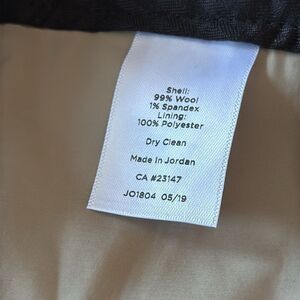 Shell:
99% Wool
1% Spandex
Lining:
100% Polyester
Dry Clean
Made in Jordan
CA #23147
JO1804 05/19